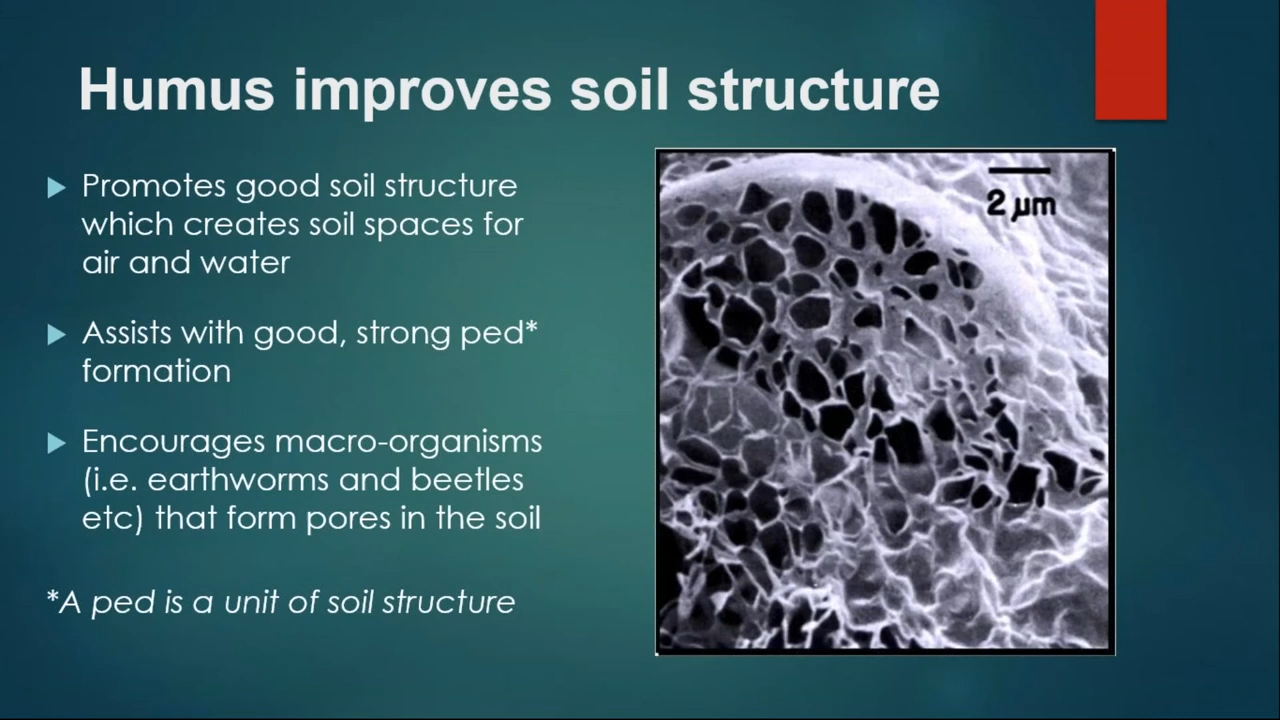 Humus improves soil structure
Promotes good soil structure
which creates soil spaces for
air and water
Assists with good, strong ped*
formation
Encourages macro-organisms
(i.e. earthworms and beetles
etc) that form pores in the soil
*A ped is a unit of soil structure
2 µm